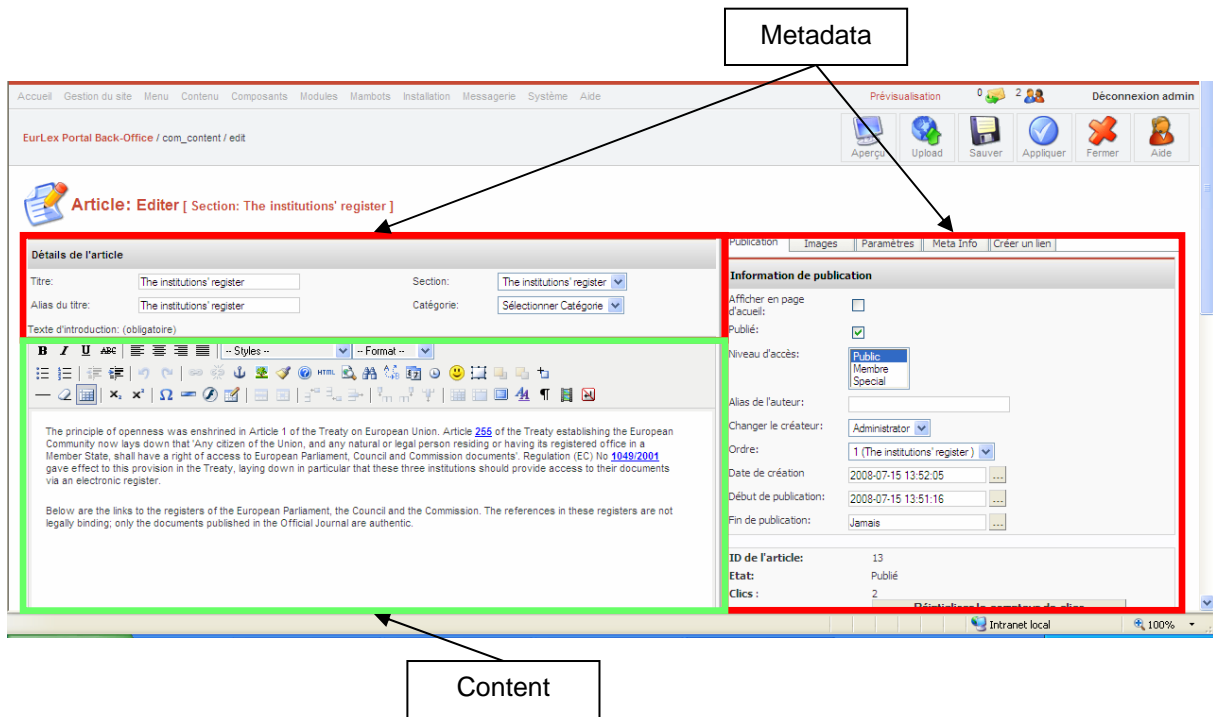 Metadata
Accueil Gestion du site Menu Contenu Composants Modules Mambots Installation Messagerie Système Aide Prévisualisation 0 2 Déconnexion admin
EurLex Portal Back-Office / com_content / edit
Aperçu Upload Sauver Appliquer Fermer Aide
Article: Editer [ Section: The institutions' register ]
Détails de l'article
Titre: The institutions' register Section: The institutions' register
Alias du titre: The institutions' register Catégorie: Sélectionner Catégorie
Texte d'introduction: (obligatoire)
B I U ABC -- Styles -- -- Format --
HTML
The principle of openness was enshrined in Article 1 of the Treaty on European Union. Article 255 of the Treaty establishing the European
Community now lays down that 'Any citizen of the Union, and any natural or legal person residing or having its registered office in a
Member State, shall have a right of access to European Parliament, Council and Commission documents'. Regulation (EC) No 1049/2001
gave effect to this provision in the Treaty, laying down in particular that these three institutions should provide access to their documents
via an electronic register.
Below are the links to the registers of the European Parliament, the Council and the Commission. The references in these registers are not
legally binding; only the documents published in the Official Journal are authentic.
Publication Images Paramètres Meta Info Créer un lien
Information de publication
Afficher en page
d'acueil:
Publié:
Niveau d'accès: Public
Membre
Special
Alias de l'auteur:
Changer le créateur: Administrator
Ordre: 1 (The institutions' register )
Date de création 2008-07-15 13:52:05 ...
Début de publication: 2008-07-15 13:51:16 ...
Fin de publication: Jamais ...
ID de l'article: 13
Etat: Publié
Clics : 2
Intranet local 100%
Content